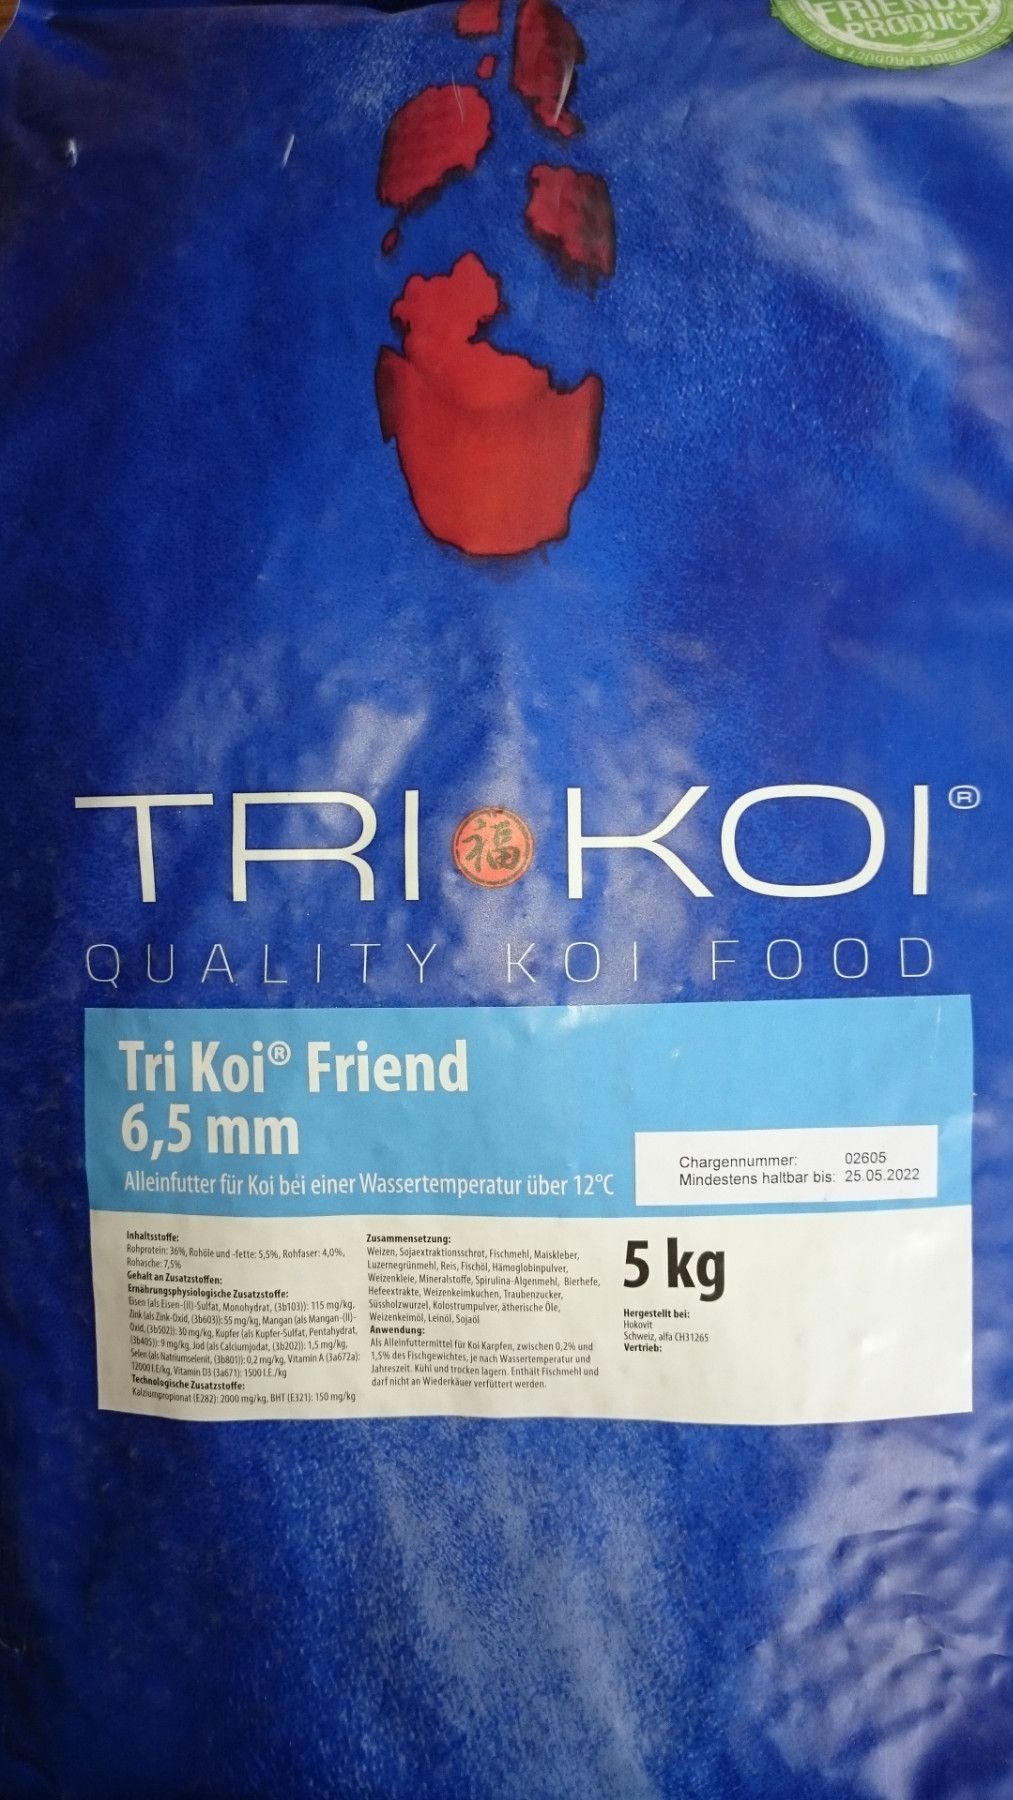 FRIENDLY
PRODUCT
TRI 福 KOI®
QUALITY KOI FOOD
Tri Koi® Friend
6,5 mm
Alleinfutter für Koi bei einer Wassertemperatur über 12°C
Chargennummer: 02605
Mindestens haltbar bis: 25.05.2022
Inhaltsstoffe:
Rohprotein: 36%, Rohöle und -fette: 5,5%, Rohfaser: 4,0%,
Rohasche: 7,5%
Gehalt an Zusatzstoffen:
Ernährungsphysiologische Zusatzstoffe:
Eisen (als Eisen-(II)-Sulfat, Monohydrat, (3b103)): 115 mg/kg,
Zink (als Zink-Oxid, (3b603)): 55 mg/kg, Mangan (als Mangan-(II)-
Oxid, (3b502)): 30 mg/kg, Kupfer (als Kupfer-Sulfat, Pentahydrat,
(3b405)): 9 mg/kg, Jod (als Calciumjodat, (3b202)): 1,5 mg/kg,
Selen (als Natriumselenit, (3b801)): 0,2 mg/kg, Vitamin A (3a672a):
12000 I.E/kg, Vitamin D3 (3a671): 1500 I.E./kg
Technologische Zusatzstoffe:
Kalziumpropionat (E282): 2000 mg/kg, BHT (E321): 150 mg/kg
Zusammensetzung:
Weizen, Sojaextraktionsschrot, Fischmehl, Maiskleber,
Luzernegrünmehl, Reis, Fischöl, Hämoglobinpulver,
Weizenkleie, Mineralstoffe, Spirulina-Algenmehl, Bierhefe,
Hefeextrakte, Weizenkeimkuchen, Traubenzucker,
Süssholzwurzel, Kolostrumpulver, ätherische Öle,
Weizenkeimöl, Leinöl, Sojaöl
Anwendung:
Als Alleinfuttermittel für Koi Karpfen, zwischen 0,2% und
1,5% des Fischgewichtes, je nach Wassertemperatur und
Jahreszeit. Kühl und trocken lagern. Enthält Fischmehl und
darf nicht an Wiederkäuer verfüttert werden.
5 kg
Hergestellt bei:
Hokovit
Schweiz, alfa CH31265
Vertrieb: